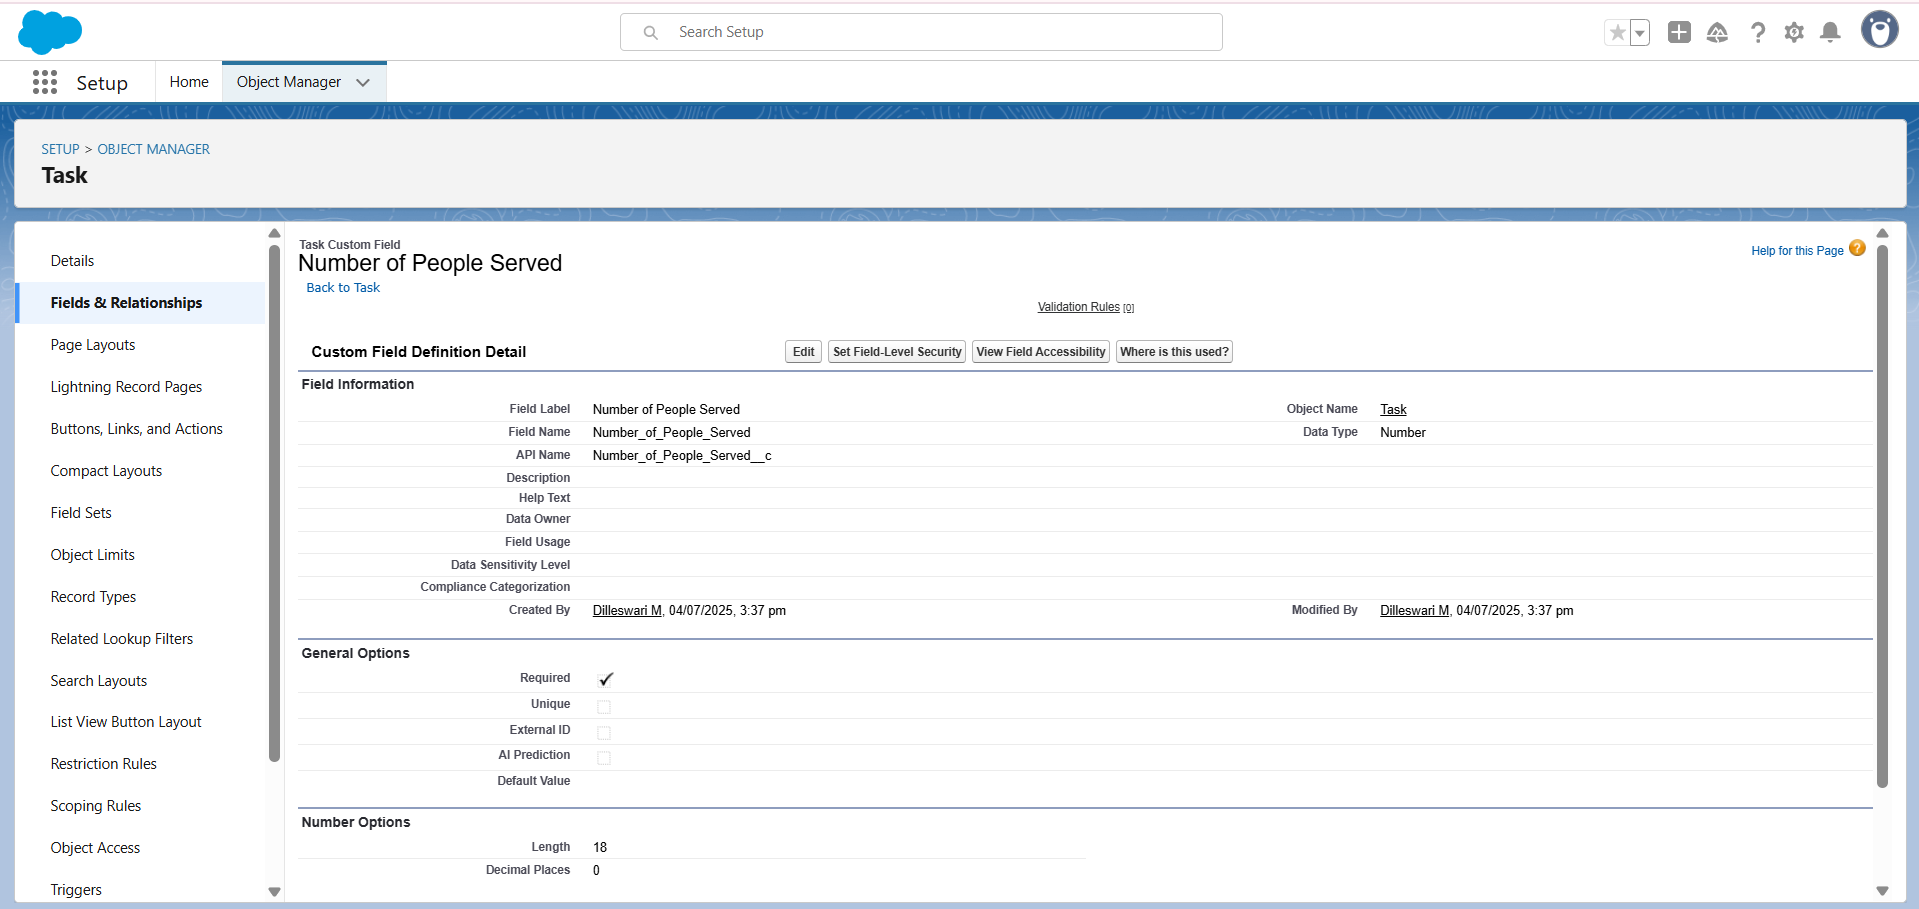 Search Setup
Setup
Home
Object Manager
SETUP > OBJECT MANAGER
Task
Details
Fields & Relationships
Page Layouts
Lightning Record Pages
Buttons, Links, and Actions
Compact Layouts
Field Sets
Object Limits
Record Types
Related Lookup Filters
Search Layouts
List View Button Layout
Restriction Rules
Scoping Rules
Object Access
Triggers
Task Custom Field
Number of People Served
Back to Task
Help for this Page ?
Validation Rules [0]
Custom Field Definition Detail
Edit
Set Field-Level Security
View Field Accessibility
Where is this used?
Field Information
Field Label Number of People Served Object Name Task
Field Name Number_of_People_Served Data Type Number
API Name Number_of_People_Served__c
Description
Help Text
Data Owner
Field Usage
Data Sensitivity Level
Compliance Categorization
Created By Dilleswari M, 04/07/2025, 3:37 pm Modified By Dilleswari M, 04/07/2025, 3:37 pm
General Options
Required
Unique
External ID
AI Prediction
Default Value
Number Options
Length 18
Decimal Places 0